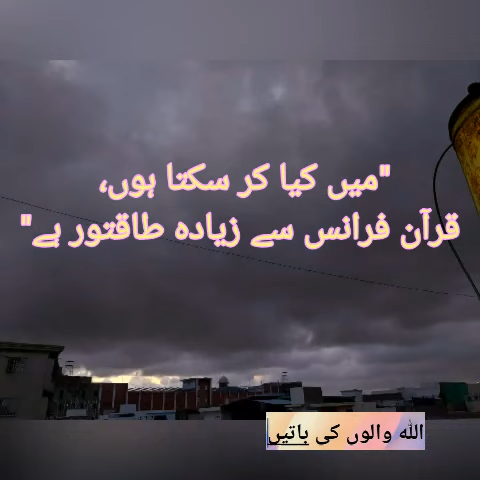 "میں کیا کر سکتا ہوں،
قرآن فرانس سے زیادہ طاقتور ہے"
اللہ والوں کی باتیں